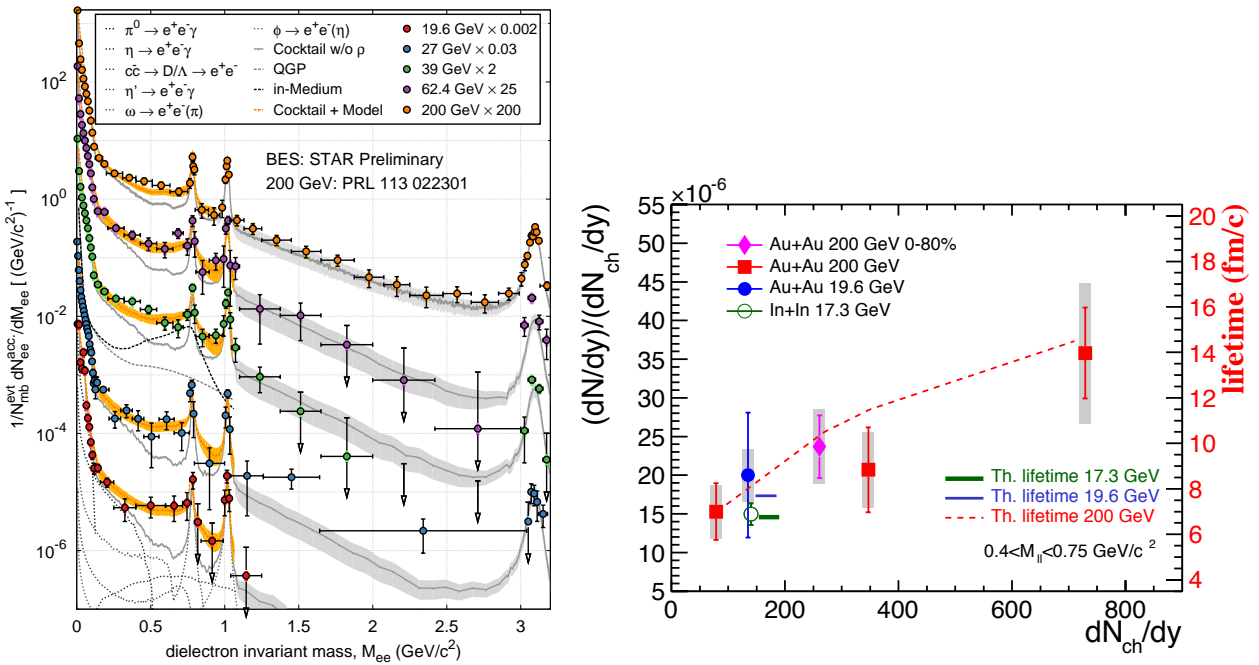 π⁰ → e⁺e⁻γ
η → e⁺e⁻γ
cc̄ → D/Λ → e⁺e⁻
η' → e⁺e⁻γ
ω → e⁺e⁻(π)
ϕ → e⁺e⁻(η)
Cocktail w/o ρ
QGP
in-Medium
Cocktail + Model
19.6 GeV × 0.002
27 GeV × 0.03
39 GeV × 2
62.4 GeV × 25
200 GeV × 200
BES: STAR Preliminary
200 GeV: PRL 113 022301
1/N_mb^evt dN_ee^acc./dM_ee [ (GeV/c²)⁻¹ ]
10²
10⁰
10⁻²
10⁻⁴
10⁻⁶
0 0.5 1 1.5 2 2.5 3
dielectron invariant mass, M_ee (GeV/c²)
×10⁻⁶
(dN/dy)/(dN_ch/dy)
55
50
45
40
35
30
25
20
15
10
5
Au+Au 200 GeV 0-80%
Au+Au 200 GeV
Au+Au 19.6 GeV
In+In 17.3 GeV
Th. lifetime 17.3 GeV
Th. lifetime 19.6 GeV
Th. lifetime 200 GeV
0.4<M_ll<0.75 GeV/c²
20
18
16
14
12
10
8
6
4
lifetime (fm/c)
0 200 400 600 800
dN_ch/dy